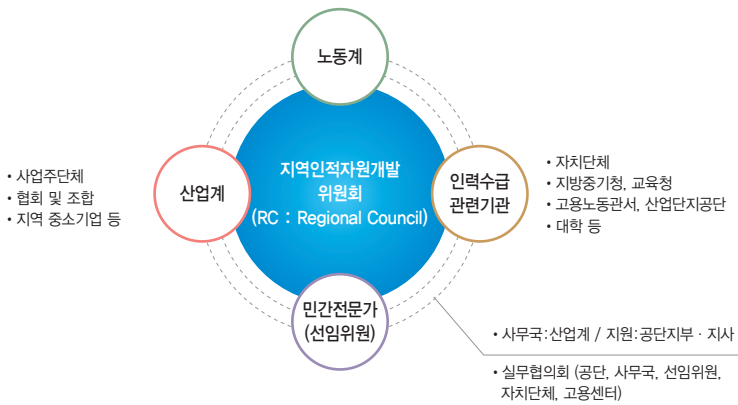 노동계
지역인적자원개발
위원회
(RC : Regional Council)
산업계
• 사업주단체
• 협회 및 조합
• 지역 중소기업 등
인력수급
관련기관
• 자치단체
• 지방중기청, 교육청
• 고용노동관서, 산업단지공단
• 대학 등
민간전문가
(선임위원)
• 사무국:산업계 / 지원:공단지부 · 지사
• 실무협의회 (공단, 사무국, 선임위원,
자치단체, 고용센터)